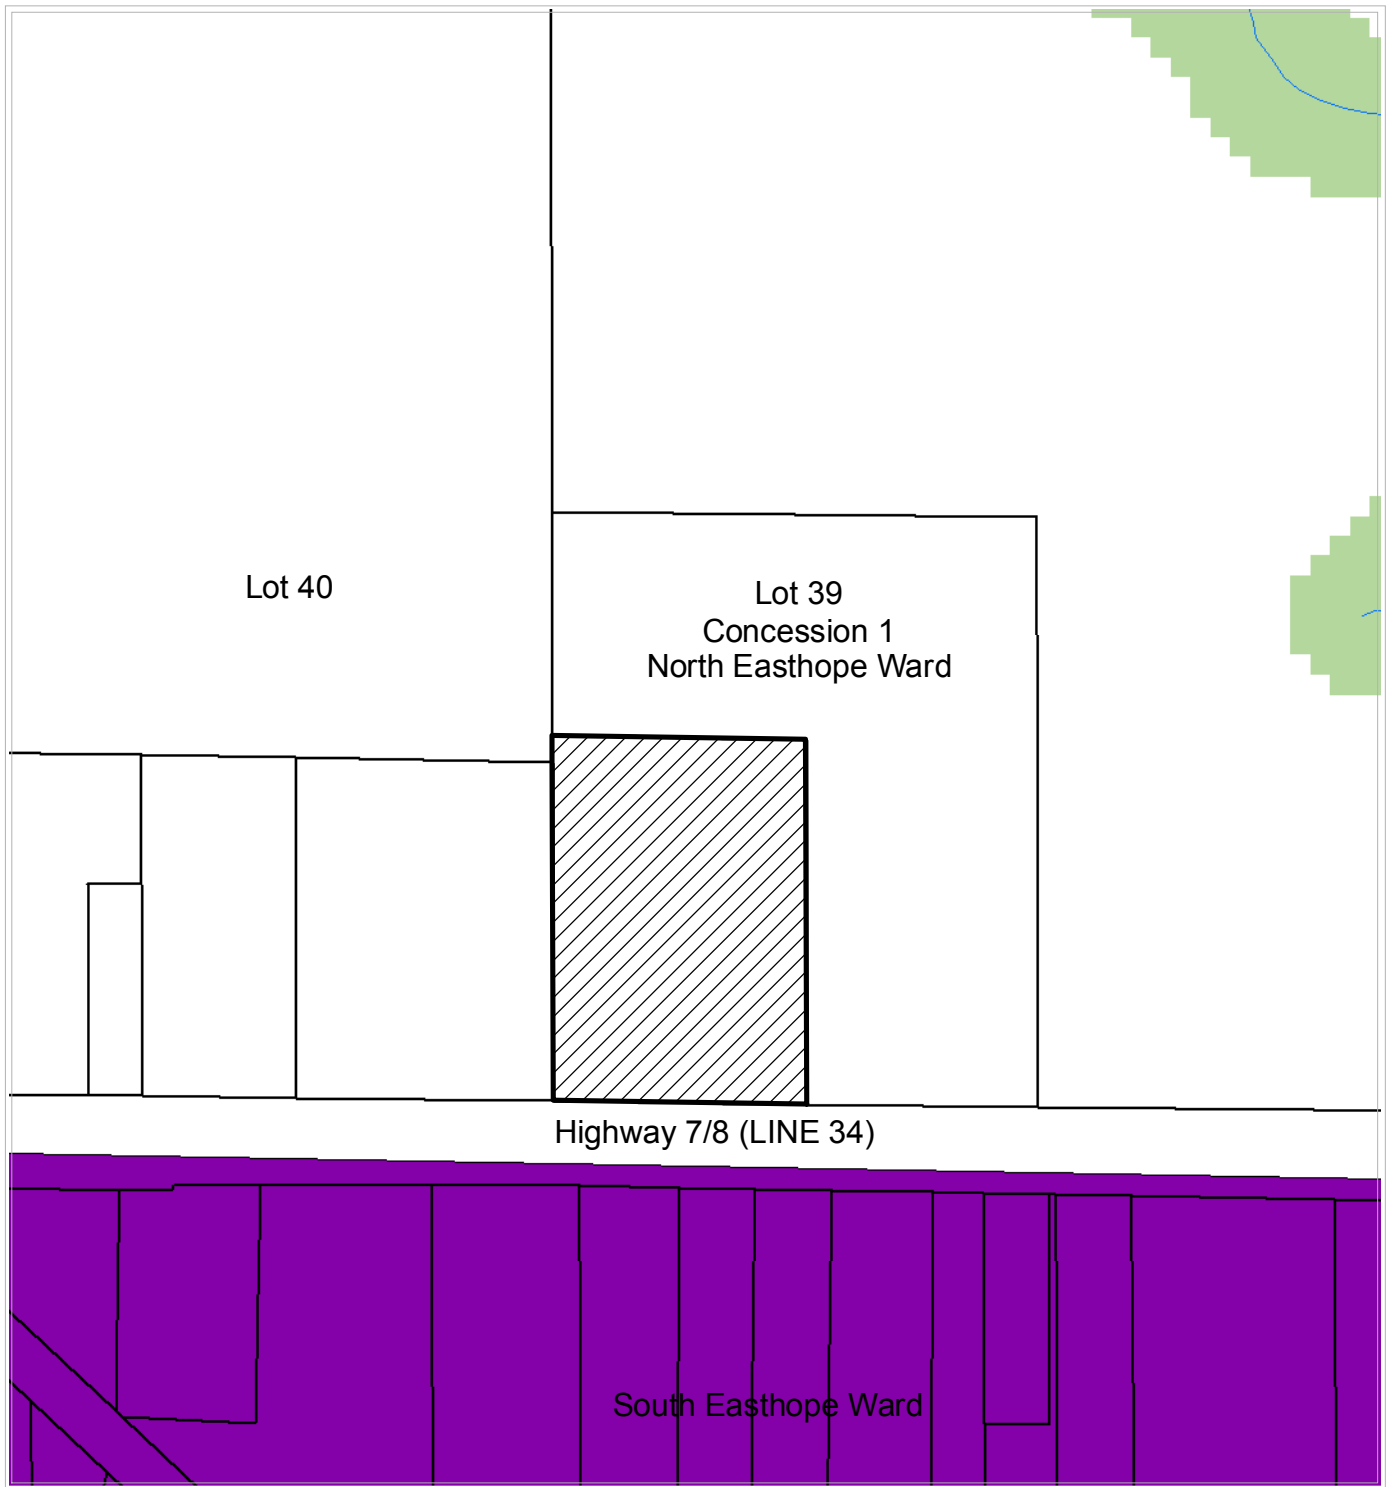 Lot 40
Lot 39
Concession 1
North Easthope Ward
Highway 7/8 (LINE 34)
South Easthope Ward